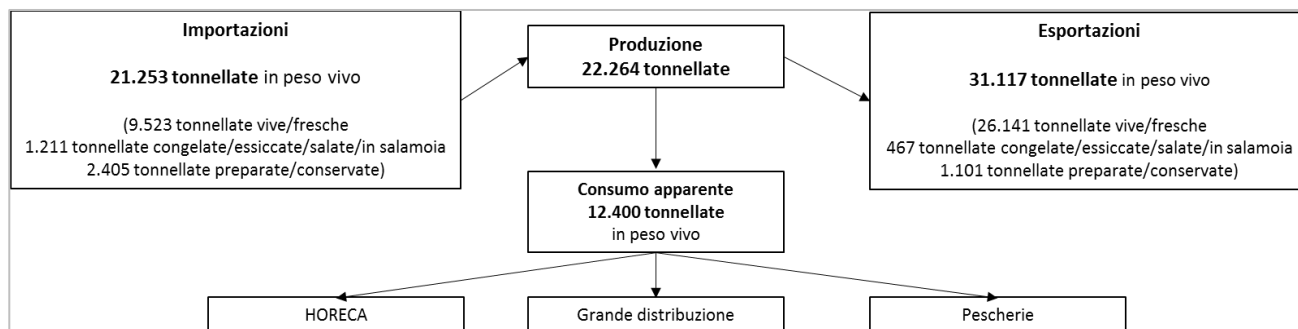 Importazioni
21.253 tonnellate in peso vivo
(9.523 tonnellate vive/fresche
1.211 tonnellate congelate/essiccate/salate/in salamoia
2.405 tonnellate preparate/conservate)
Produzione
22.264 tonnellate
Esportazioni
31.117 tonnellate in peso vivo
(26.141 tonnellate vive/fresche
467 tonnellate congelate/essiccate/salate/in salamoia
1.101 tonnellate preparate/conservate)
Consumo apparente
12.400 tonnellate
in peso vivo
HORECA
Grande distribuzione
Pescherie